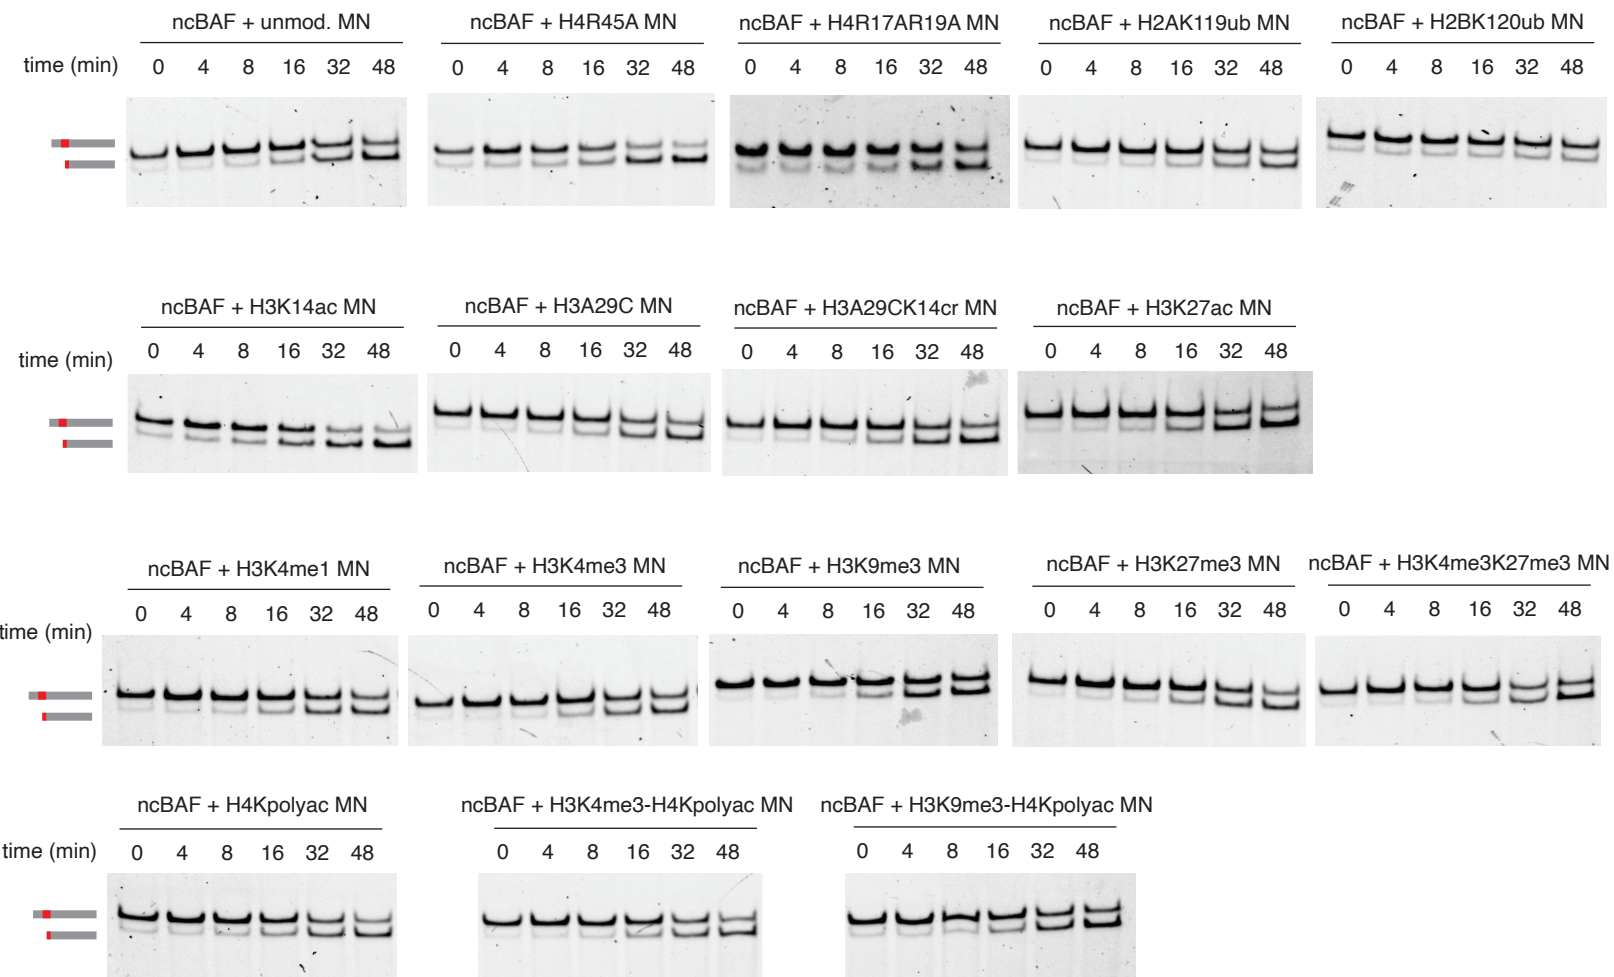 ncBAF + unmod. MN ncBAF + H4R45A MN ncBAF + H4R17AR19A MN ncBAF + H2AK119ub MN ncBAF + H2BK120ub MN
time (min) 0 4 8 16 32 48 0 4 8 16 32 48 0 4 8 16 32 48 0 4 8 16 32 48 0 4 8 16 32 48
ncBAF + H3K14ac MN ncBAF + H3A29C MN ncBAF + H3A29CK14cr MN ncBAF + H3K27ac MN
time (min) 0 4 8 16 32 48 0 4 8 16 32 48 0 4 8 16 32 48 0 4 8 16 32 48
ncBAF + H3K4me1 MN ncBAF + H3K4me3 MN ncBAF + H3K9me3 MN ncBAF + H3K27me3 MN ncBAF + H3K4me3K27me3 MN
time (min) 0 4 8 16 32 48 0 4 8 16 32 48 0 4 8 16 32 48 0 4 8 16 32 48 0 4 8 16 32 48
ncBAF + H4Kpolyac MN ncBAF + H3K4me3-H4Kpolyac MN ncBAF + H3K9me3-H4Kpolyac MN
time (min) 0 4 8 16 32 48 0 4 8 16 32 48 0 4 8 16 32 48